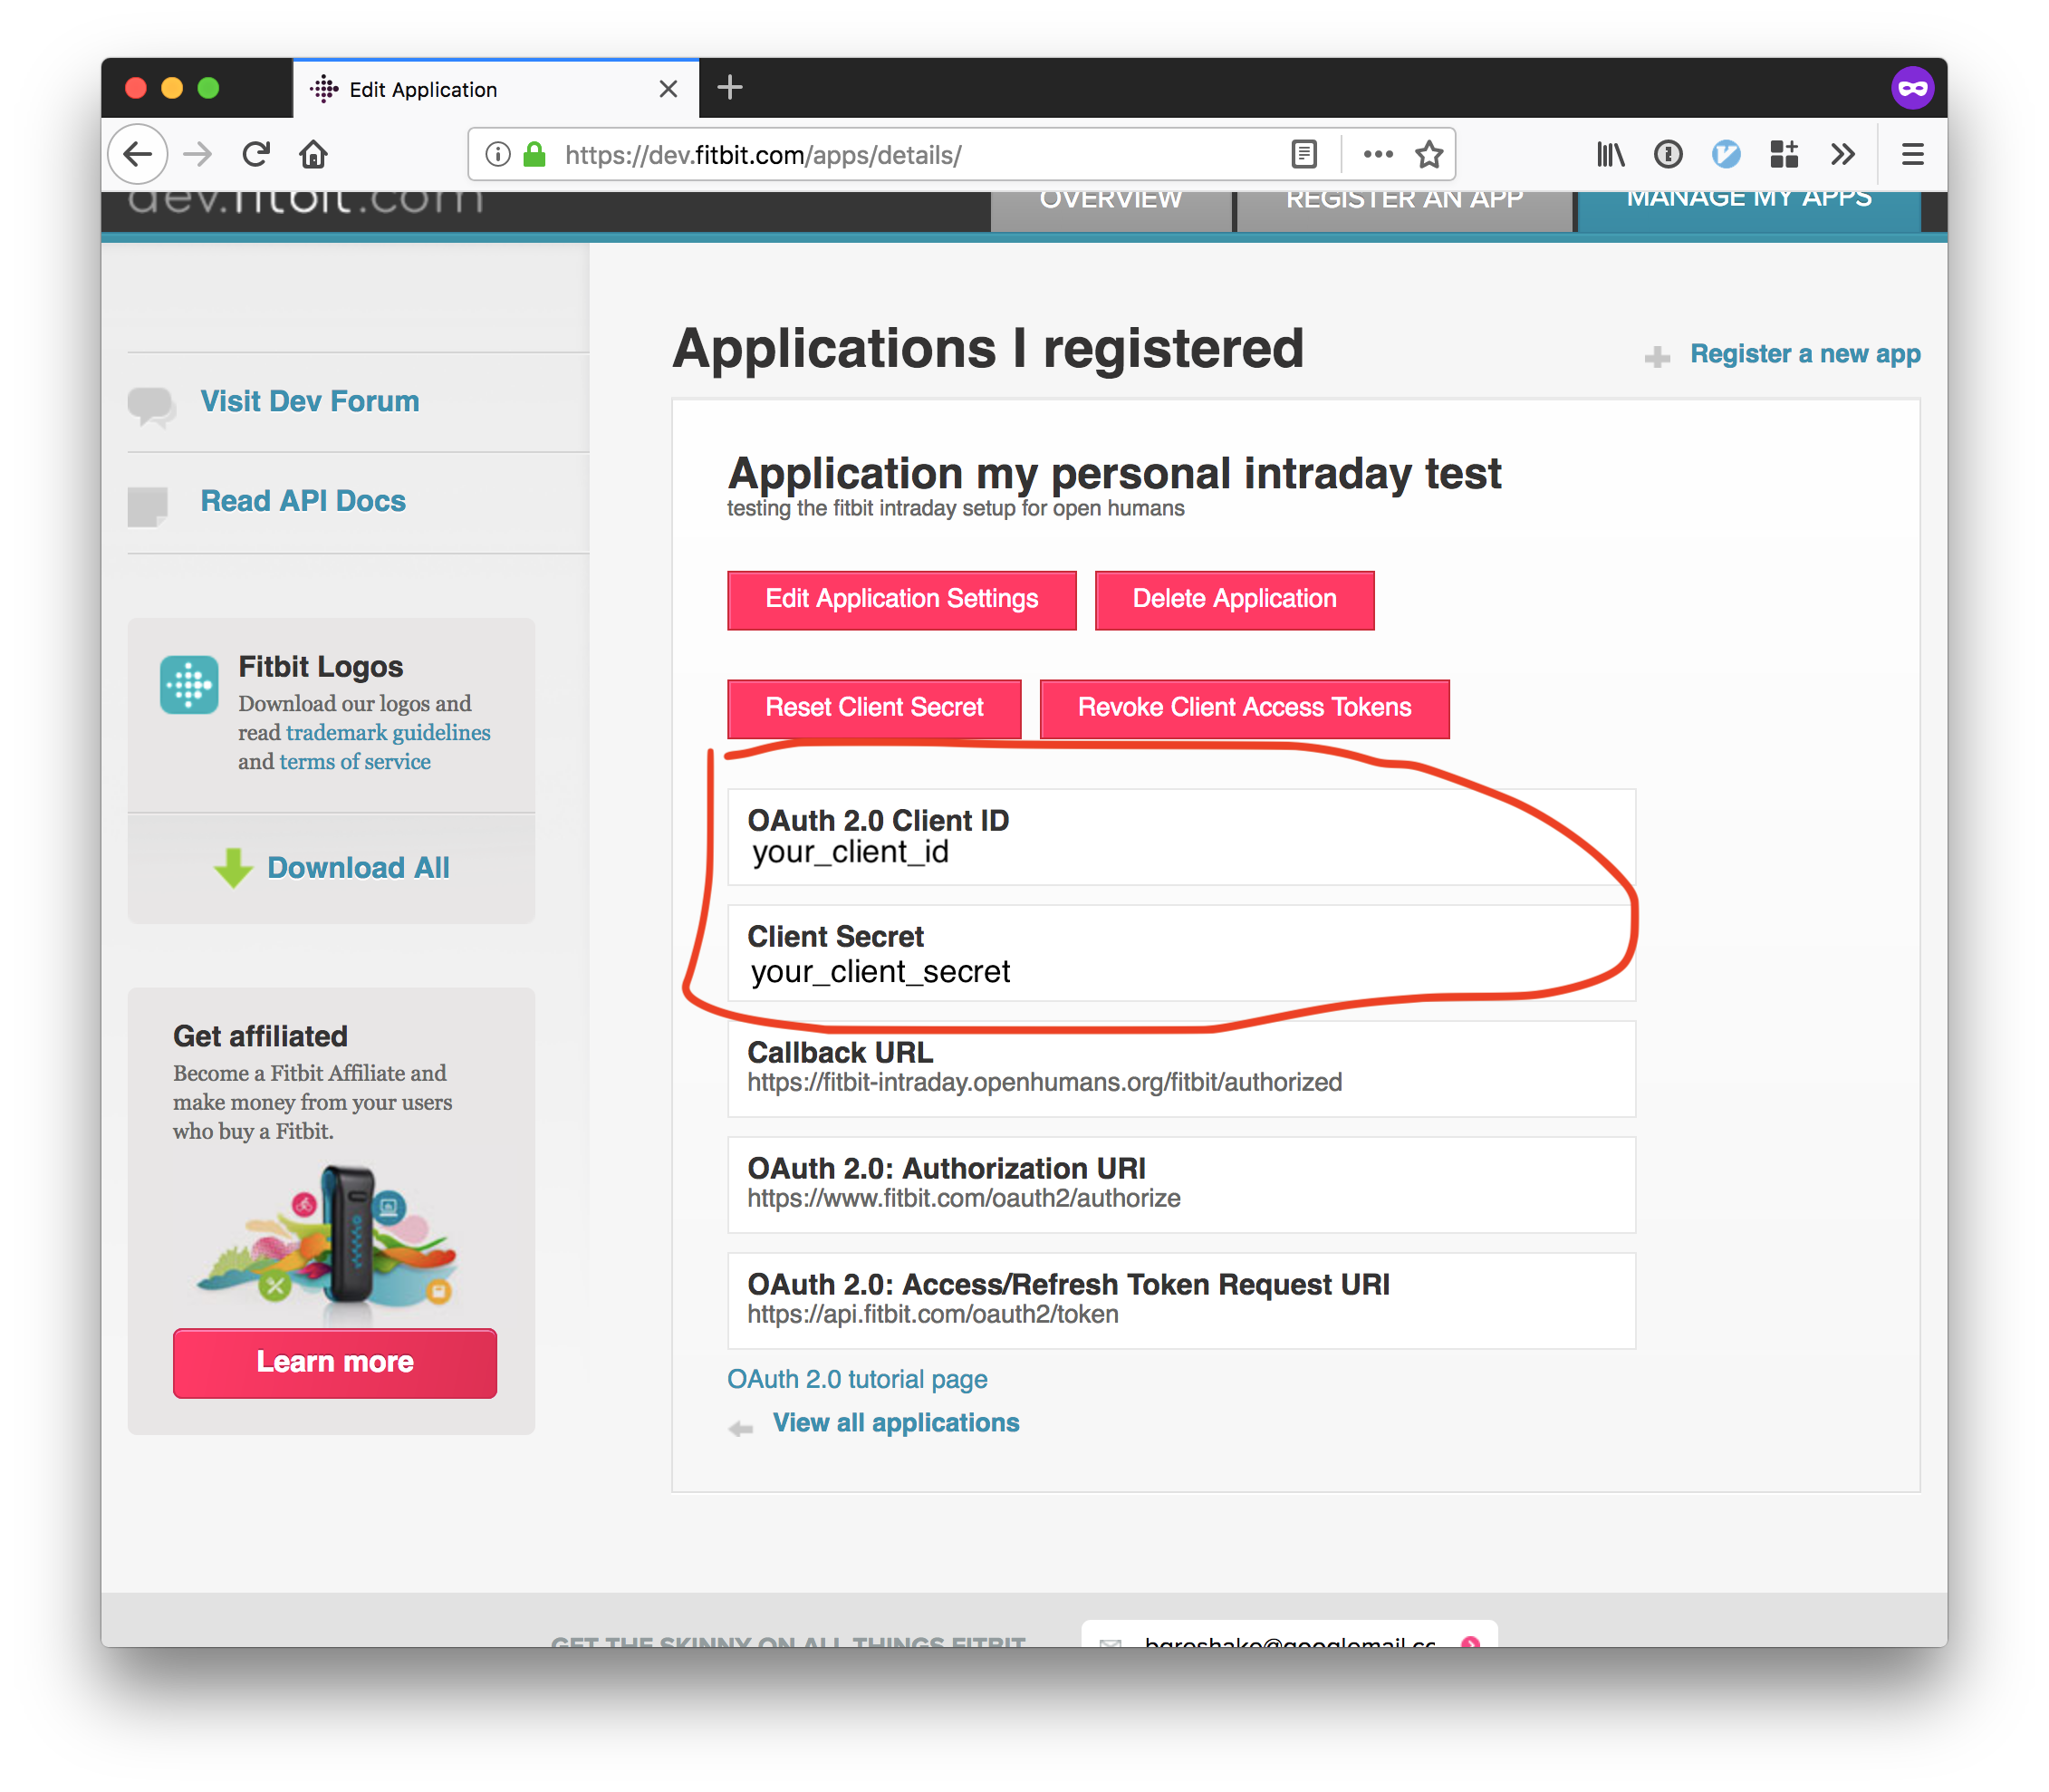 Edit Application
https://dev.fitbit.com/apps/details/
dev.fitbit.com
OVERVIEW
REGISTER AN APP
MANAGE MY APPS
Visit Dev Forum
Read API Docs
Fitbit Logos
Download our logos and
read trademark guidelines
and terms of service
Download All
Get affiliated
Become a Fitbit Affiliate and
make money from your users
who buy a Fitbit.
Learn more
Applications I registered
Register a new app
Application my personal intraday test
testing the fitbit intraday setup for open humans
Edit Application Settings
Delete Application
Reset Client Secret
Revoke Client Access Tokens
OAuth 2.0 Client ID
your_client_id
Client Secret
your_client_secret
Callback URL
https://fitbit-intraday.openhumans.org/fitbit/authorized
OAuth 2.0: Authorization URI
https://www.fitbit.com/oauth2/authorize
OAuth 2.0: Access/Refresh Token Request URI
https://api.fitbit.com/oauth2/token
OAuth 2.0 tutorial page
View all applications
GET THE SKINNY ON ALL THINGS FITBIT
bgreshake@googlemail.cc